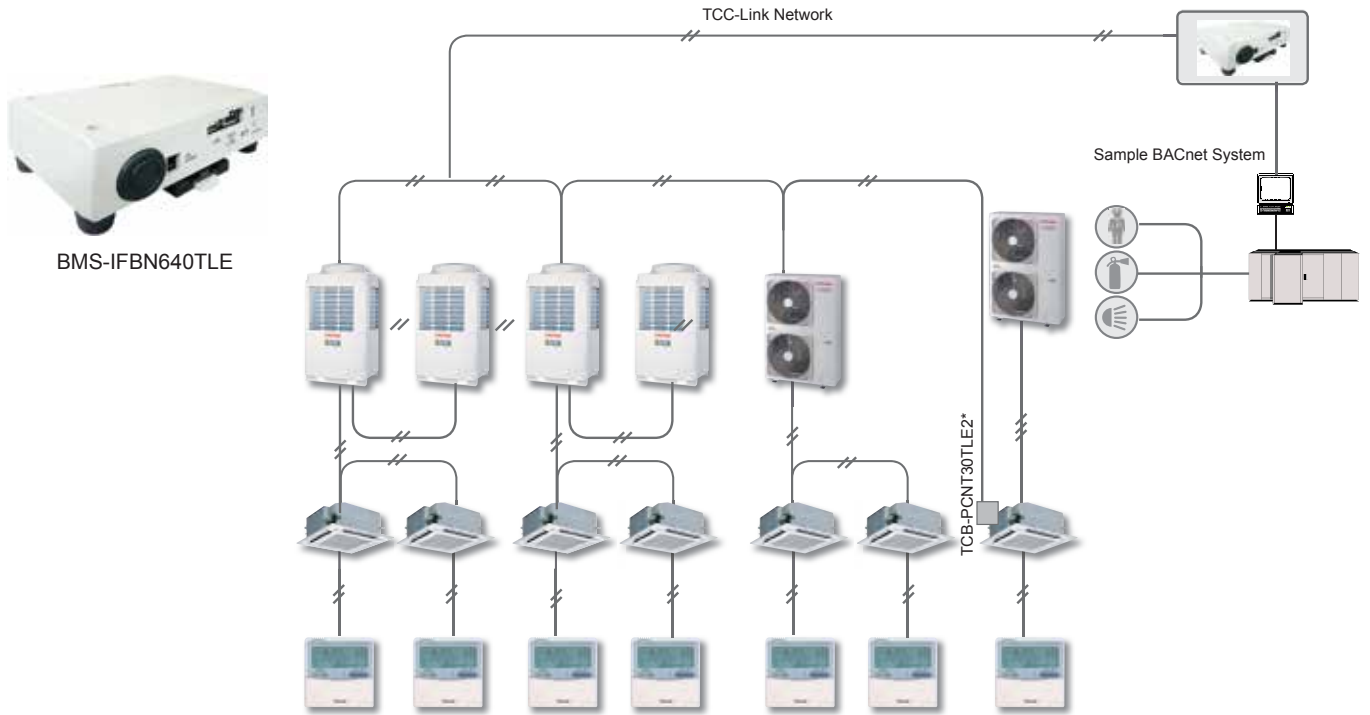 TCC-Link Network
Sample BACnet System
BMS-IFBN640TLE
TCB-PCNT30TLE2*